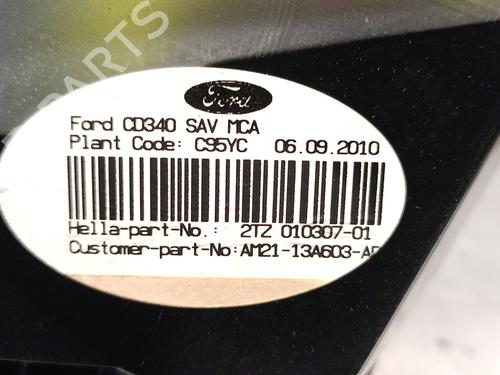 PARTS
Ford
Ford CD340 SAV MCA
Plant Code: C95YC 06.09.2010
Hella-part-No.: 2TZ 010307-01
Customer-part-No:AM21-13A603-A